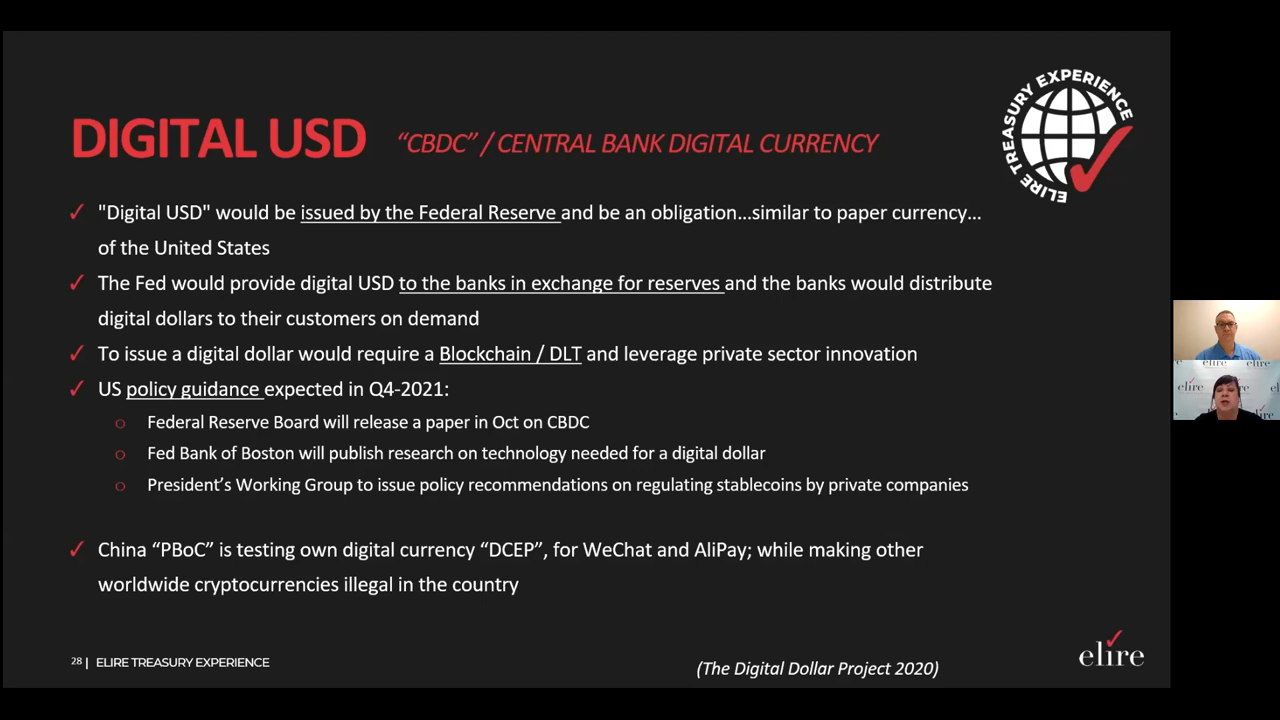 ELIRE TREASURY EXPERIENCE
DIGITAL USD
“CBDC” / CENTRAL BANK DIGITAL CURRENCY
✓ "Digital USD" would be issued by the Federal Reserve and be an obligation…similar to paper currency…
of the United States
✓ The Fed would provide digital USD to the banks in exchange for reserves and the banks would distribute
digital dollars to their customers on demand
✓ To issue a digital dollar would require a Blockchain / DLT and leverage private sector innovation
✓ US policy guidance expected in Q4-2021:
o Federal Reserve Board will release a paper in Oct on CBDC
o Fed Bank of Boston will publish research on technology needed for a digital dollar
o President’s Working Group to issue policy recommendations on regulating stablecoins by private companies
✓ China “PBoC” is testing own digital currency “DCEP”, for WeChat and AliPay; while making other
worldwide cryptocurrencies illegal in the country
28 | ELIRE TREASURY EXPERIENCE
(The Digital Dollar Project 2020)
elire
elire